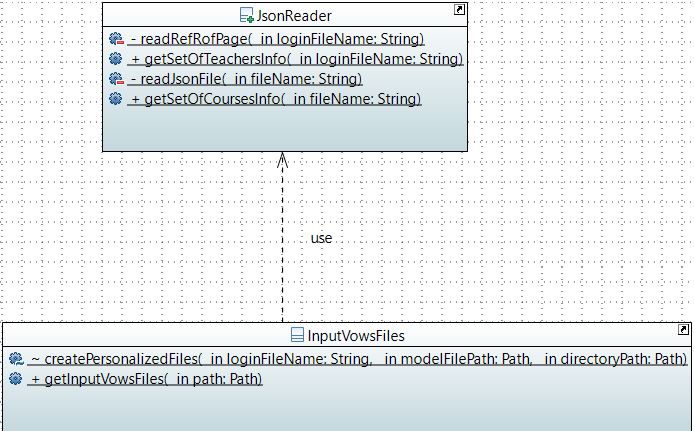 JsonReader
- readRefRofPage( in loginFileName: String)
+ getSetOfTeachersInfo( in loginFileName: String)
- readJsonFile( in fileName: String)
+ getSetOfCoursesInfo( in fileName: String)
use
InputVowsFiles
~ createPersonalizedFiles( in loginFileName: String, in modelFilePath: Path, in directoryPath: Path)
+ getInputVowsFiles( in path: Path)